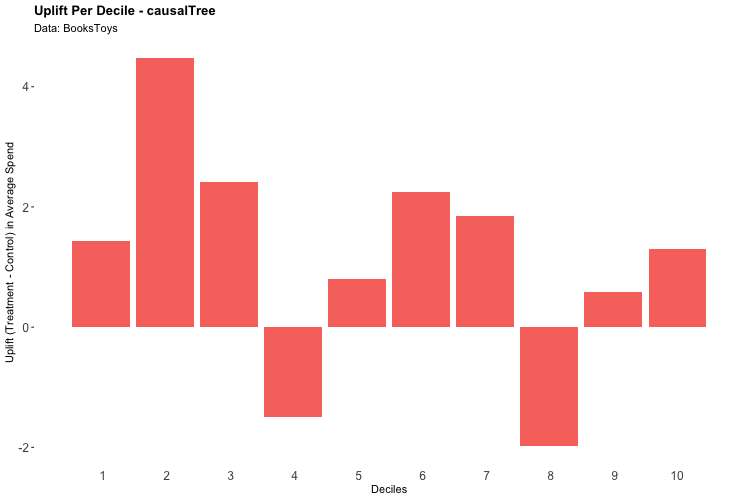 Uplift Per Decile - causalTree
Data: BooksToys
Uplift (Treatment - Control) in Average Spend
4
2
0
-2
1 2 3 4 5 6 7 8 9 10
Deciles